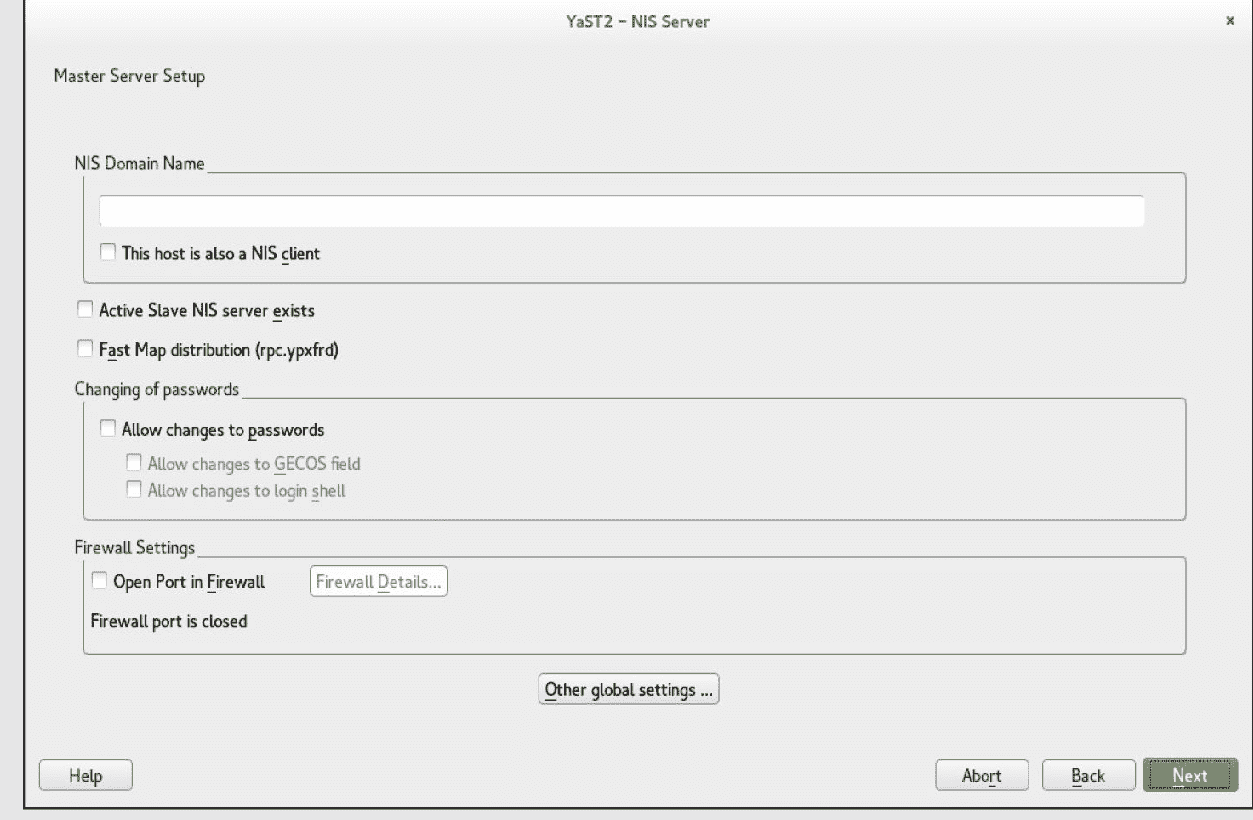 YaST2 - NIS Server
x
Master Server Setup
NIS Domain Name
This host is also a NIS client
Active Slave NIS server exists
Fast Map distribution (rpc.ypxfrd)
Changing of passwords
Allow changes to passwords
Allow changes to GECOS field
Allow changes to login shell
Firewall Settings
Open Port in Firewall Firewall Details...
Firewall port is closed
Other global settings ...
Help Abort Back Next